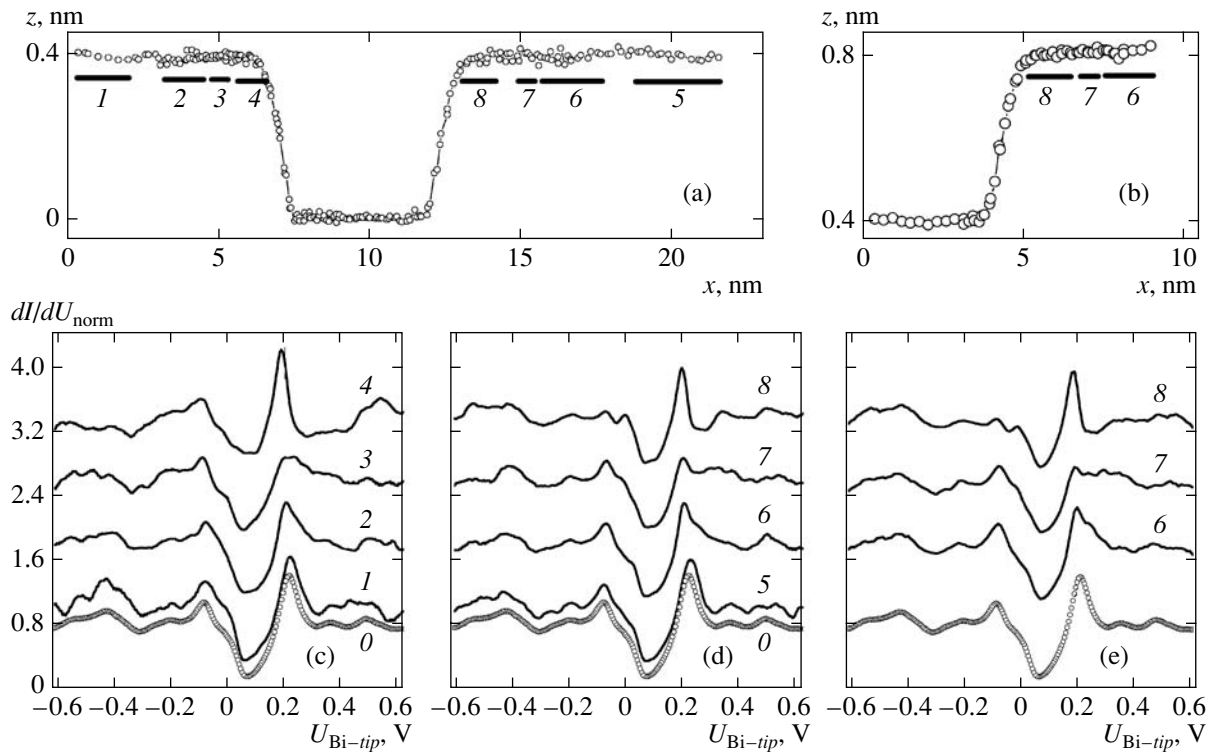 z, nm
0.4
0
1 2 3 4 8 7 6 5
(a)
0 5 10 15 20
x, nm
z, nm
0.8
0.4
8 7 6
(b)
0 5 10
x, nm
dI/dU norm
4.0
3.2
2.4
1.6
0.8
0
4
3
2
1
0
(c)
−0.6 −0.4 −0.2 0 0.2 0.4 0.6
U Bi−tip, V
8
7
6
5
0
(d)
−0.6 −0.4 −0.2 0 0.2 0.4 0.6
U Bi−tip, V
8
7
6
(e)
−0.6 −0.4 −0.2 0 0.2 0.4 0.6
U Bi−tip, V